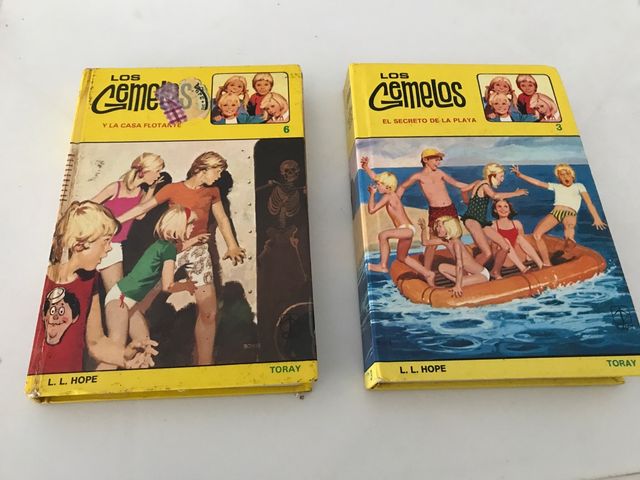 LOS
Gemelos
Y LA CASA FLOTANTE
6
L. L. HOPE
TORAY
LOS
Gemelos
EL SECRETO DE LA PLAYA
3
L. L. HOPE
TORAY